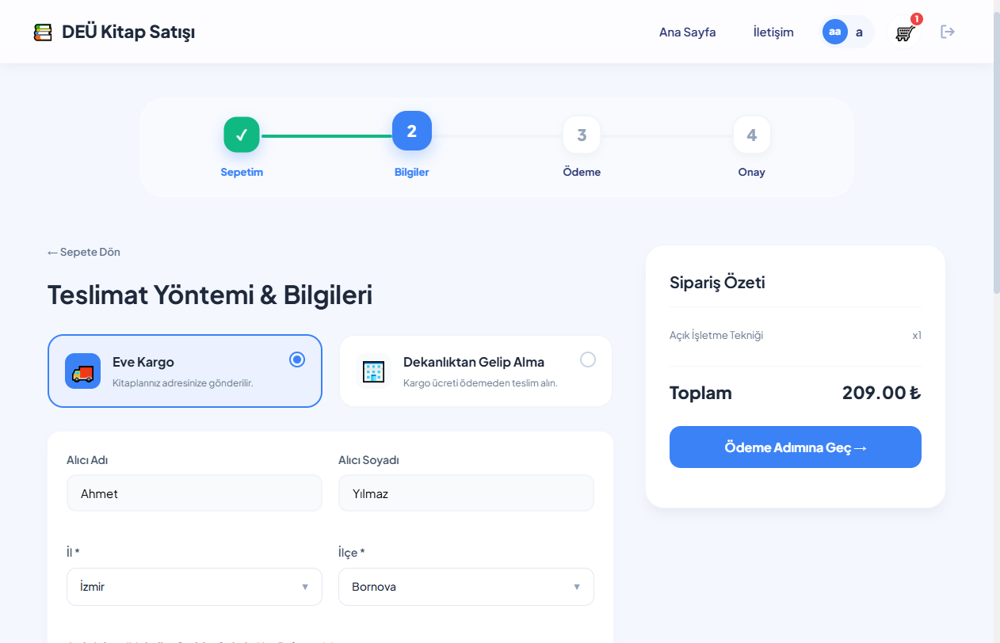 DEÜ Kitap Satışı
Ana Sayfa
İletişim
aa
a
1
✓
2
3
4
Sepetim
Bilgiler
Ödeme
Onay
← Sepete Dön
Teslimat Yöntemi & Bilgileri
Eve Kargo
Kitaplarınız adresinize gönderilir.
Dekanlıktan Gelip Alma
Kargo ücreti ödemeden teslim alın.
Alıcı Adı
Alıcı Soyadı
Ahmet
Yılmaz
İl *
İlçe *
İzmir
Bornova
Sipariş Özeti
Açık İşletme Tekniği x1
Toplam 209.00 ₺
Ödeme Adımına Geç →